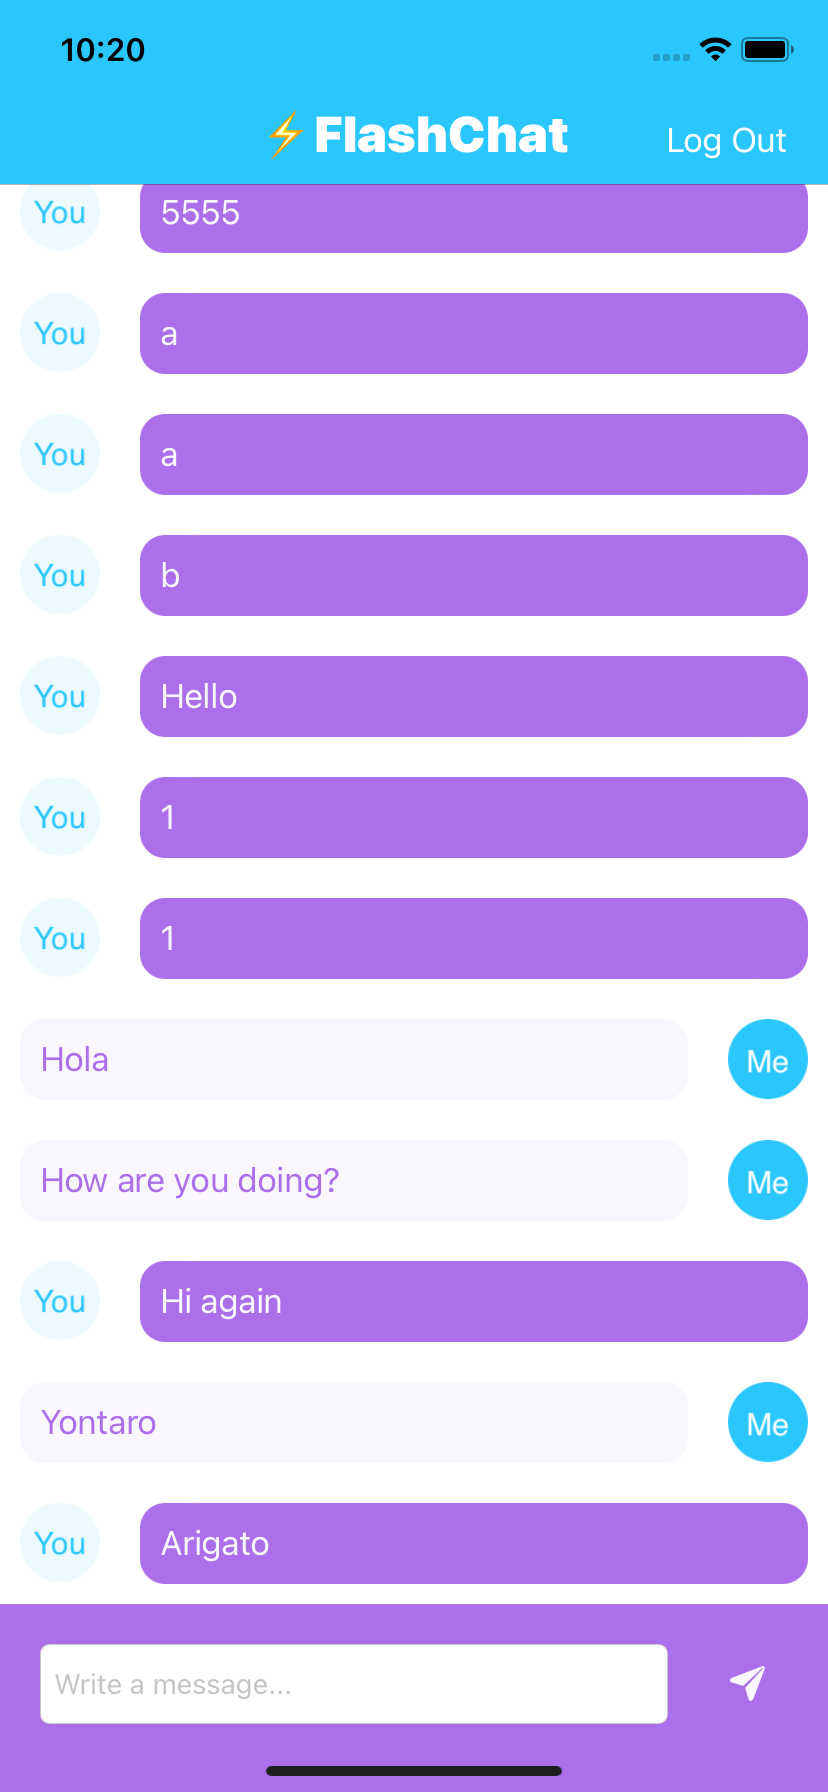 10:20
⚡FlashChat
Log Out
You 5555
You a
You a
You b
You Hello
You 1
You 1
Hola Me
How are you doing? Me
You Hi again
Yontaro Me
You Arigato
Write a message...